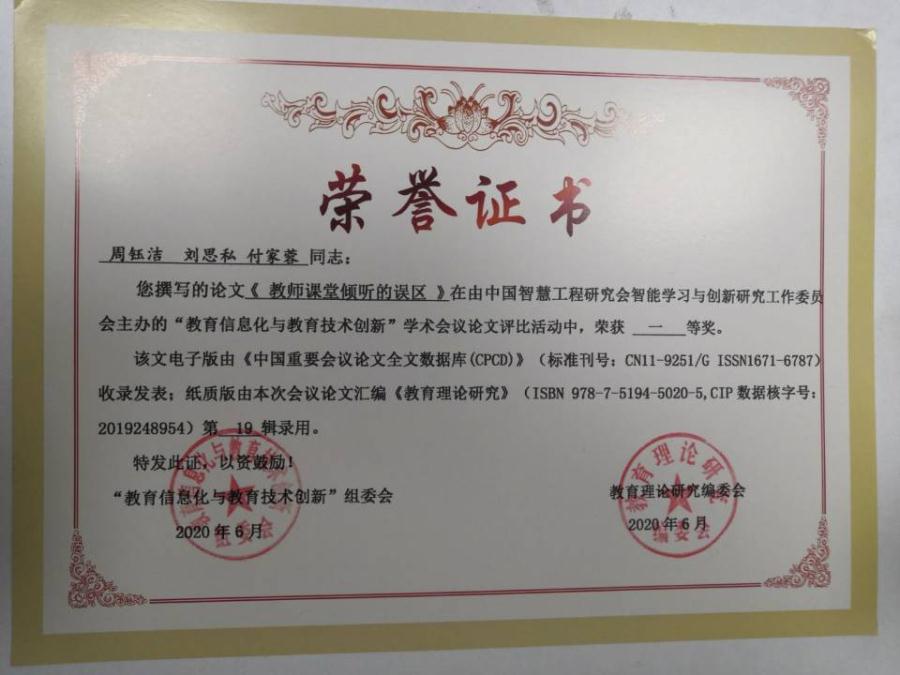 荣誉证书
周钰洁 刘思私 付家蓉 同志：
您撰写的论文《 教师课堂倾听的误区 》在由中国智慧工程研究会智能学习与创新研究工作委员
会主办的“教育信息化与教育技术创新”学术会议论文评比活动中，荣获 一 等奖。
该文电子版由《中国重要会议论文全文数据库(CPCD)》（标准刊号：CN11-9251/G ISSN1671-6787）
收录发表；纸质版由本次会议论文汇编《教育理论研究》（ISBN 978-7-5194-5020-5,CIP 数据核字号：
2019248954）第 19 辑录用。
特发此证，以资鼓励！
“教育信息化与教育技术创新”组委会
2020 年 6 月
教育理论研究编委会
2020 年 6 月
教育理论研究
编委会